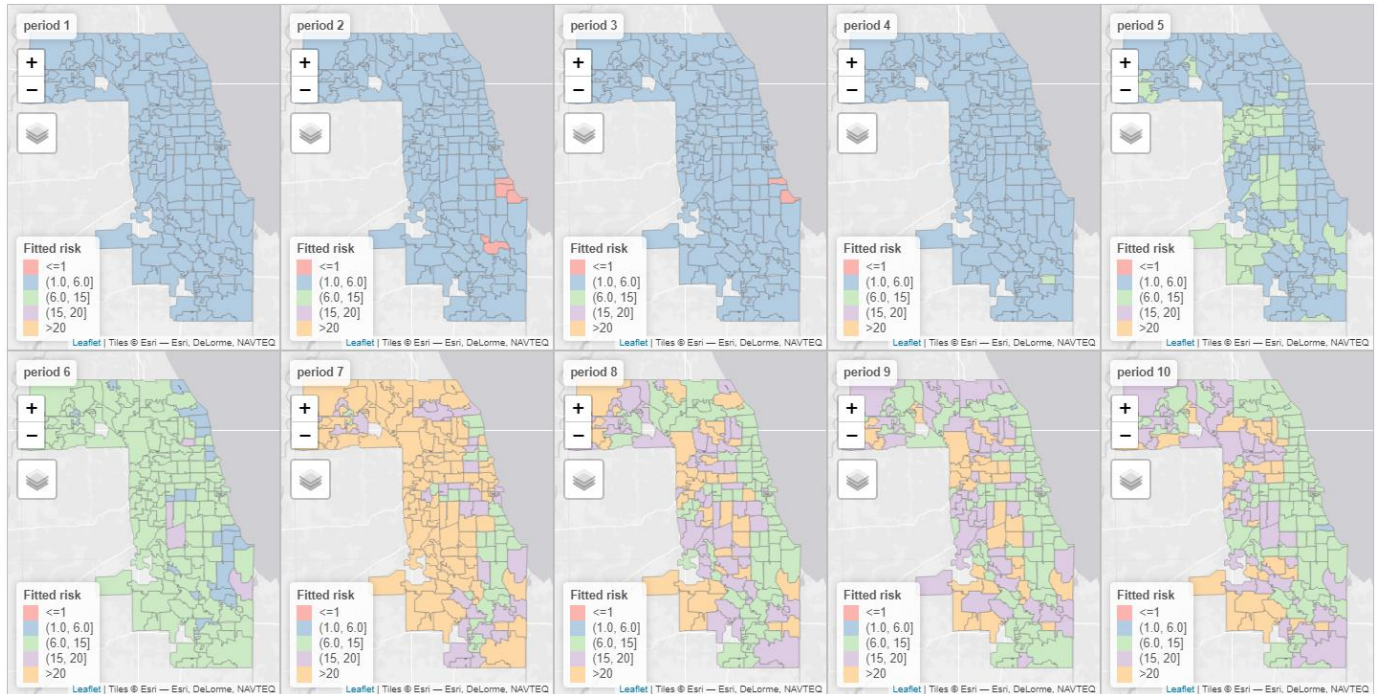 period 1
+
−
Fitted risk
<=1
(1.0, 6.0]
(6.0, 15]
(15, 20]
>20
Leaflet | Tiles © Esri — Esri, DeLorme, NAVTEQ
period 2
+
−
Fitted risk
<=1
(1.0, 6.0]
(6.0, 15]
(15, 20]
>20
Leaflet | Tiles © Esri — Esri, DeLorme, NAVTEQ
period 3
+
−
Fitted risk
<=1
(1.0, 6.0]
(6.0, 15]
(15, 20]
>20
Leaflet | Tiles © Esri — Esri, DeLorme, NAVTEQ
period 4
+
−
Fitted risk
<=1
(1.0, 6.0]
(6.0, 15]
(15, 20]
>20
Leaflet | Tiles © Esri — Esri, DeLorme, NAVTEQ
period 5
+
−
Fitted risk
<=1
(1.0, 6.0]
(6.0, 15]
(15, 20]
>20
Leaflet | Tiles © Esri — Esri, DeLorme, NAVTEQ
period 6
+
−
Fitted risk
<=1
(1.0, 6.0]
(6.0, 15]
(15, 20]
>20
Leaflet | Tiles © Esri — Esri, DeLorme, NAVTEQ
period 7
+
−
Fitted risk
<=1
(1.0, 6.0]
(6.0, 15]
(15, 20]
>20
Leaflet | Tiles © Esri — Esri, DeLorme, NAVTEQ
period 8
+
−
Fitted risk
<=1
(1.0, 6.0]
(6.0, 15]
(15, 20]
>20
Leaflet | Tiles © Esri — Esri, DeLorme, NAVTEQ
period 9
+
−
Fitted risk
<=1
(1.0, 6.0]
(6.0, 15]
(15, 20]
>20
Leaflet | Tiles © Esri — Esri, DeLorme, NAVTEQ
period 10
+
−
Fitted risk
<=1
(1.0, 6.0]
(6.0, 15]
(15, 20]
>20
Leaflet | Tiles © Esri — Esri, DeLorme, NAVTEQ